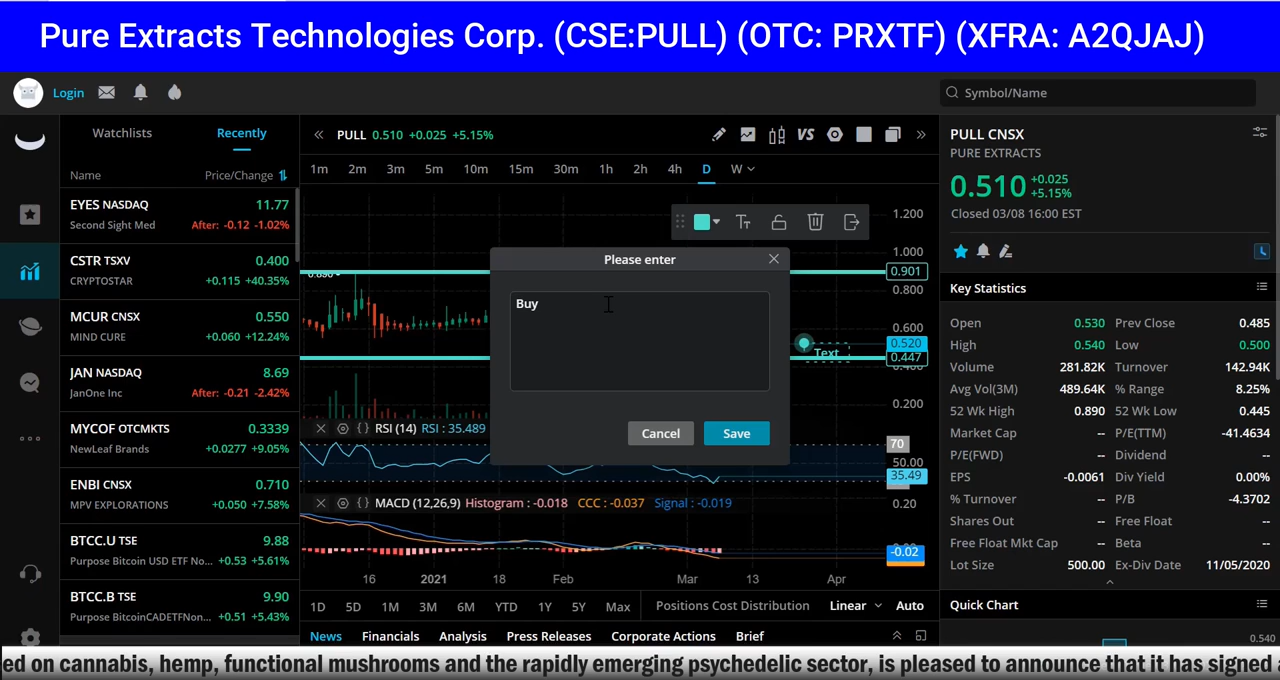 Pure Extracts Technologies Corp. (CSE:PULL) (OTC: PRXTF) (XFRA: A2QJAJ)
Login
Symbol/Name
Watchlists Recently
Name Price/Change
EYES NASDAQ 11.77
Second Sight Med After: -0.12 -1.02%
CSTR TSXV 0.400
CRYPTOSTAR +0.115 +40.35%
MCUR CNSX 0.550
MIND CURE +0.060 +12.24%
JAN NASDAQ 8.69
JanOne Inc After: -0.21 -2.42%
MYCOF OTCMKTS 0.3339
NewLeaf Brands +0.0277 +9.05%
ENBI CNSX 0.710
MPV EXPLORATIONS +0.050 +7.58%
BTCC.U TSE 9.88
Purpose Bitcoin USD ETF No... +0.53 +5.61%
BTCC.B TSE 9.90
Purpose BitcoinCADETFNon... +0.51 +5.43%
PULL 0.510 +0.025 +5.15%
VS
1m 2m 3m 5m 10m 15m 30m 1h 2h 4h D W
Tт
1.200
1.000
0.901
0.800
0.600
0.520
0.447
0.400
0.200
0.890
Text
Please enter
Buy
Cancel Save
RSI (14) RSI : 35.489
70
50.00
35.49
MACD (12,26,9) Histogram : -0.018 CCC : -0.037 Signal : -0.019
0.20
-0.02
16 2021 18 Feb Mar 13 Apr
1D 5D 1M 3M 6M YTD 1Y 5Y Max Positions Cost Distribution Linear Auto
News Financials Analysis Press Releases Corporate Actions Brief
PULL CNSX
PURE EXTRACTS
0.510 +0.025
+5.15%
Closed 03/08 16:00 EST
Key Statistics
Open 0.530 Prev Close 0.485
High 0.540 Low 0.500
Volume 281.82K Turnover 142.94K
Avg Vol(3M) 489.64K % Range 8.25%
52 Wk High 0.890 52 Wk Low 0.445
Market Cap -- P/E(TTM) -41.4634
P/E(FWD) -- Dividend --
EPS -0.0061 Div Yield 0.00%
% Turnover -- P/B -4.3702
Shares Out -- Free Float --
Free Float Mkt Cap -- Beta --
Lot Size 500.00 Ex-Div Date 11/05/2020
Quick Chart
0.540
ed on cannabis, hemp, functional mushrooms and the rapidly emerging psychedelic sector, is pleased to announce that it has signed a